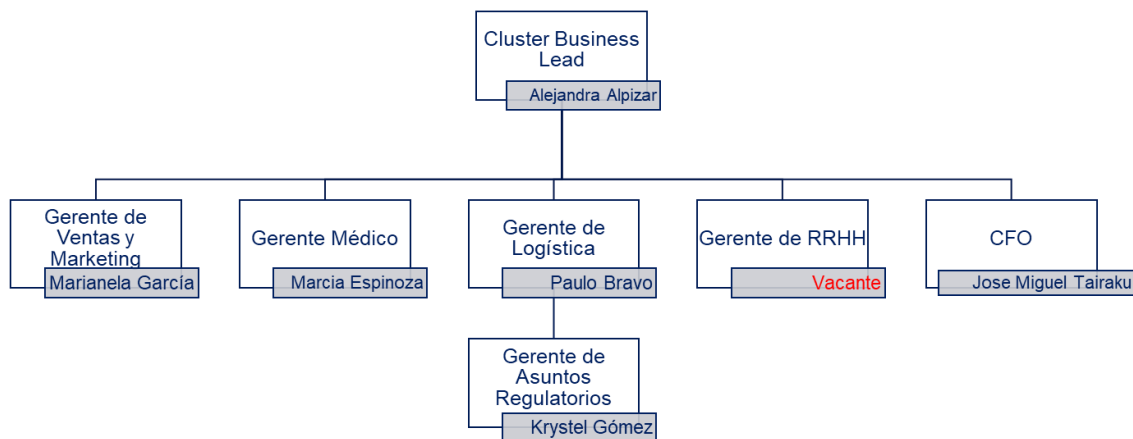 Cluster Business
Lead
Alejandra Alpizar
Gerente de
Ventas y
Marketing
Marianela García
Gerente Médico
Marcia Espinoza
Gerente de
Logística
Paulo Bravo
Gerente de RRHH
Vacante
CFO
Jose Miguel Tairaku
Gerente de
Asuntos
Regulatorios
Krystel Gómez